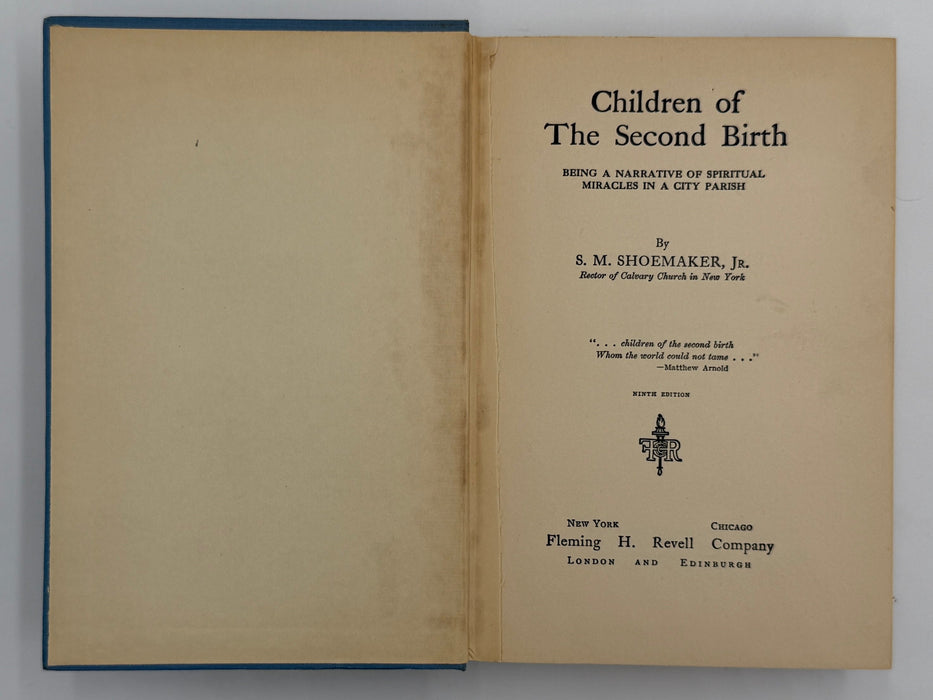 Children of
The Second Birth
BEING A NARRATIVE OF SPIRITUAL
MIRACLES IN A CITY PARISH
By
S. M. SHOEMAKER, JR.
Rector of Calvary Church in New York
". . . children of the second birth
Whom the world could not tame . . ."
—Matthew Arnold
NINTH EDITION
FHR
NEW YORK CHICAGO
Fleming H. Revell Company
LONDON AND EDINBURGH